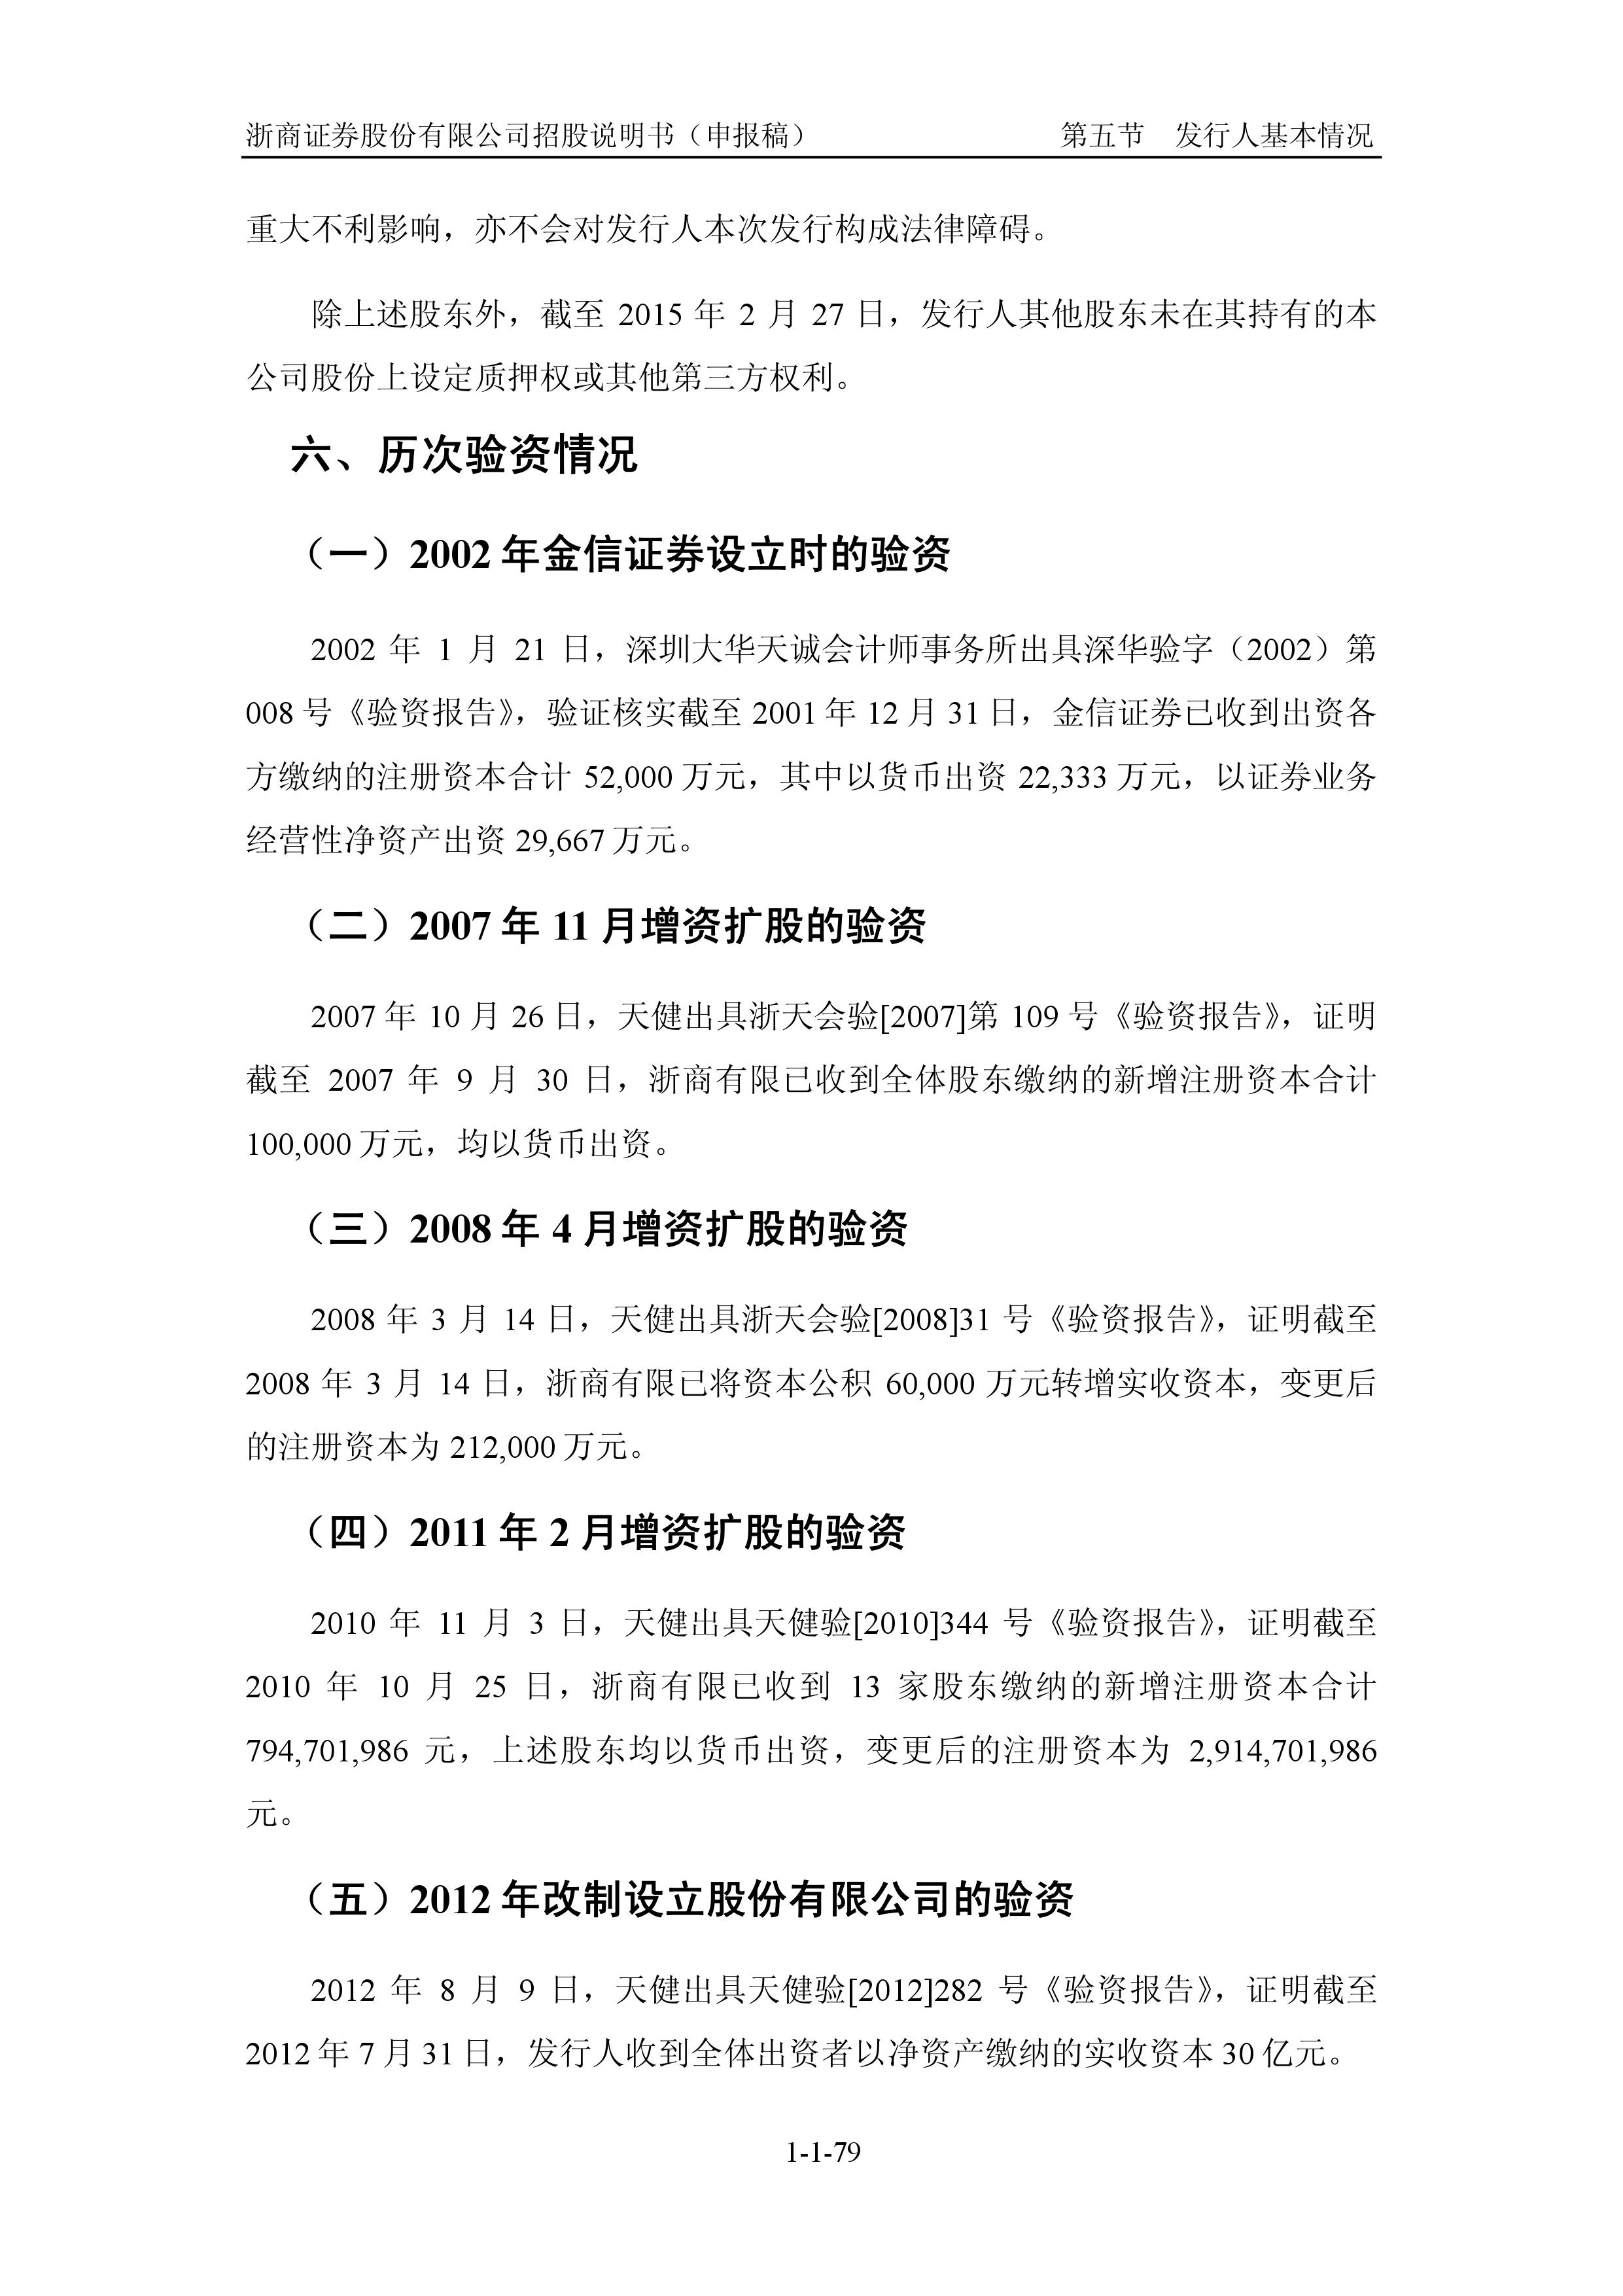 浙商证券股份有限公司招股说明书（申报稿） 第五节 发行人基本情况
重大不利影响，亦不会对发行人本次发行构成法律障碍。
除上述股东外，截至 2015 年 2 月 27 日，发行人其他股东未在其持有的本
公司股份上设定质押权或其他第三方权利。
六、历次验资情况
（一）2002 年金信证券设立时的验资
2002 年 1 月 21 日，深圳大华天诚会计师事务所出具深华验字（2002）第
008 号《验资报告》，验证核实截至 2001 年 12 月 31 日，金信证券已收到出资各
方缴纳的注册资本合计 52,000 万元，其中以货币出资 22,333 万元，以证券业务
经营性净资产出资 29,667 万元。
（二）2007 年 11 月增资扩股的验资
2007 年 10 月 26 日，天健出具浙天会验[2007]第 109 号《验资报告》，证明
截至 2007 年 9 月 30 日，浙商有限已收到全体股东缴纳的新增注册资本合计
100,000 万元，均以货币出资。
（三）2008 年 4 月增资扩股的验资
2008 年 3 月 14 日，天健出具浙天会验[2008]31 号《验资报告》，证明截至
2008 年 3 月 14 日，浙商有限已将资本公积 60,000 万元转增实收资本，变更后
的注册资本为 212,000 万元。
（四）2011 年 2 月增资扩股的验资
2010 年 11 月 3 日，天健出具天健验[2010]344 号《验资报告》，证明截至
2010 年 10 月 25 日，浙商有限已收到 13 家股东缴纳的新增注册资本合计
794,701,986 元，上述股东均以货币出资，变更后的注册资本为 2,914,701,986
元。
（五）2012 年改制设立股份有限公司的验资
2012 年 8 月 9 日，天健出具天健验[2012]282 号《验资报告》，证明截至
2012 年 7 月 31 日，发行人收到全体出资者以净资产缴纳的实收资本 30 亿元。
1-1-79